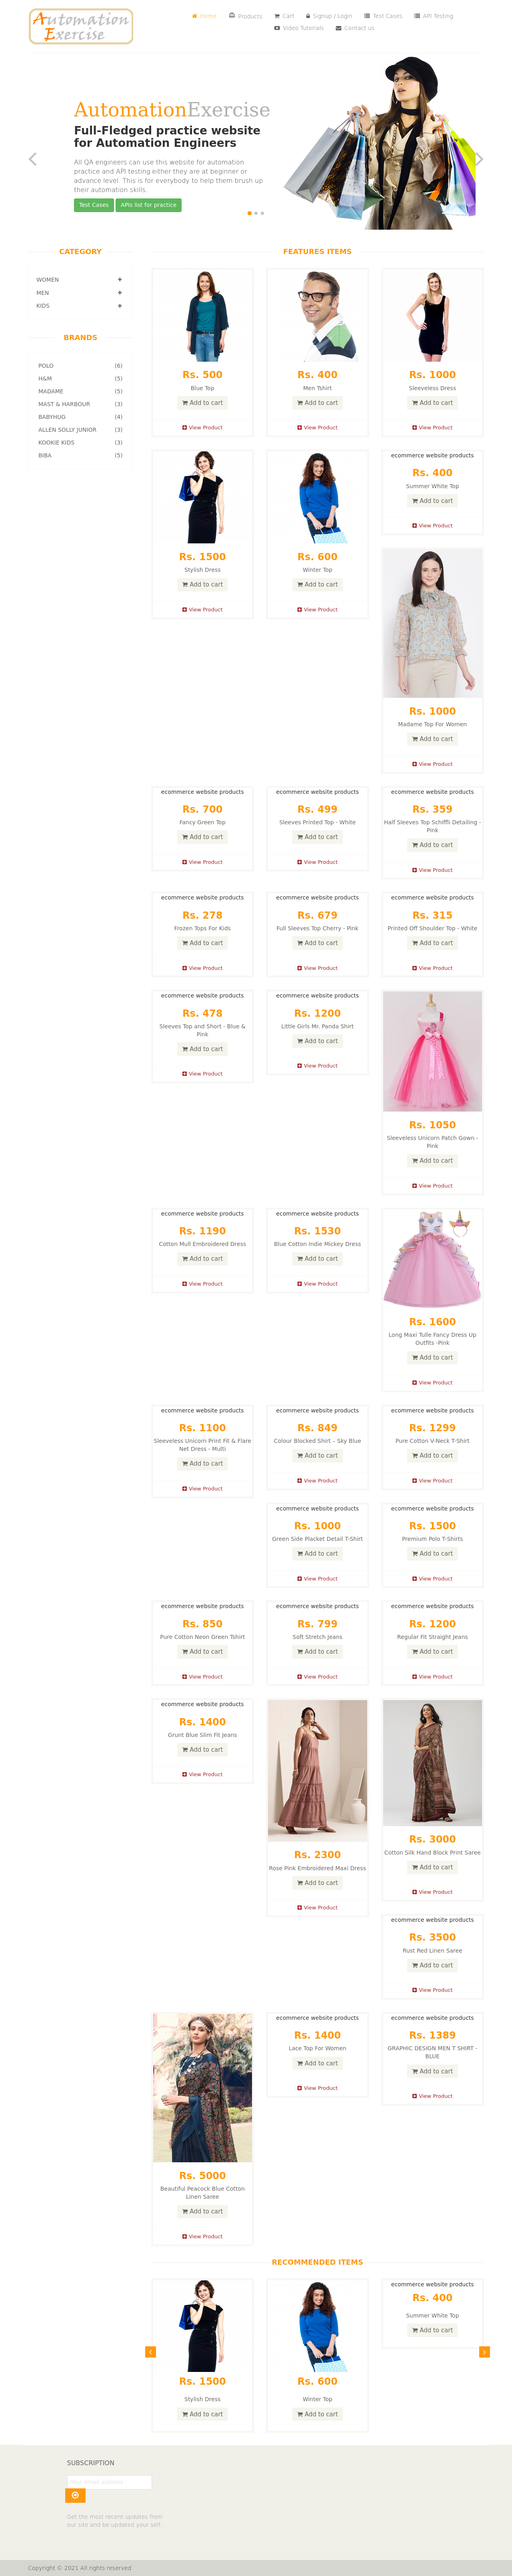 Automation
Exercise
Home
Products
Cart
Signup / Login
Test Cases
API Testing
Video Tutorials
Contact us
AutomationExercise
Full-Fledged practice website
for Automation Engineers
All QA engineers can use this website for automation
practice and API testing either they are at beginner or
advance level. This is for everybody to help them brush up
their automation skills.
Test Cases
APIs list for practice
CATEGORY
WOMEN
MEN
KIDS
BRANDS
POLO (6)
H&M (5)
MADAME (5)
MAST & HARBOUR (3)
BABYHUG (4)
ALLEN SOLLY JUNIOR (3)
KOOKIE KIDS (3)
BIBA (5)
FEATURES ITEMS
Rs. 500
Blue Top
Add to cart
View Product
Rs. 400
Men Tshirt
Add to cart
View Product
Rs. 1000
Sleeveless Dress
Add to cart
View Product
Rs. 1500
Stylish Dress
Add to cart
View Product
Rs. 600
Winter Top
Add to cart
View Product
ecommerce website products
Rs. 400
Summer White Top
Add to cart
View Product
Rs. 1000
Madame Top For Women
Add to cart
View Product
ecommerce website products
Rs. 700
Fancy Green Top
Add to cart
View Product
ecommerce website products
Rs. 499
Sleeves Printed Top - White
Add to cart
View Product
ecommerce website products
Rs. 359
Half Sleeves Top Schiffli Detailing -
Pink
Add to cart
View Product
ecommerce website products
Rs. 278
Frozen Tops For Kids
Add to cart
View Product
ecommerce website products
Rs. 679
Full Sleeves Top Cherry - Pink
Add to cart
View Product
ecommerce website products
Rs. 315
Printed Off Shoulder Top - White
Add to cart
View Product
ecommerce website products
Rs. 478
Sleeves Top and Short - Blue &
Pink
Add to cart
View Product
ecommerce website products
Rs. 1200
Little Girls Mr. Panda Shirt
Add to cart
View Product
Rs. 1050
Sleeveless Unicorn Patch Gown -
Pink
Add to cart
View Product
ecommerce website products
Rs. 1190
Cotton Mull Embroidered Dress
Add to cart
View Product
ecommerce website products
Rs. 1530
Blue Cotton Indie Mickey Dress
Add to cart
View Product
Rs. 1600
Long Maxi Tulle Fancy Dress Up
Outfits -Pink
Add to cart
View Product
ecommerce website products
Rs. 1100
Sleeveless Unicorn Print Fit & Flare
Net Dress - Multi
Add to cart
View Product
ecommerce website products
Rs. 849
Colour Blocked Shirt – Sky Blue
Add to cart
View Product
ecommerce website products
Rs. 1299
Pure Cotton V-Neck T-Shirt
Add to cart
View Product
ecommerce website products
Rs. 1000
Green Side Placket Detail T-Shirt
Add to cart
View Product
ecommerce website products
Rs. 1500
Premium Polo T-Shirts
Add to cart
View Product
ecommerce website products
Rs. 850
Pure Cotton Neon Green Tshirt
Add to cart
View Product
ecommerce website products
Rs. 799
Soft Stretch Jeans
Add to cart
View Product
ecommerce website products
Rs. 1200
Regular Fit Straight Jeans
Add to cart
View Product
ecommerce website products
Rs. 1400
Grunt Blue Slim Fit Jeans
Add to cart
View Product
Rs. 2300
Rose Pink Embroidered Maxi Dress
Add to cart
View Product
Rs. 3000
Cotton Silk Hand Block Print Saree
Add to cart
View Product
ecommerce website products
Rs. 3500
Rust Red Linen Saree
Add to cart
View Product
Rs. 5000
Beautiful Peacock Blue Cotton
Linen Saree
Add to cart
View Product
ecommerce website products
Rs. 1400
Lace Top For Women
Add to cart
View Product
ecommerce website products
Rs. 1389
GRAPHIC DESIGN MEN T SHIRT -
BLUE
Add to cart
View Product
RECOMMENDED ITEMS
Rs. 1500
Stylish Dress
Add to cart
Rs. 600
Winter Top
Add to cart
ecommerce website products
Rs. 400
Summer White Top
Add to cart
SUBSCRIPTION
Your email address
Get the most recent updates from
our site and be updated your self.
Copyright © 2021 All rights reserved